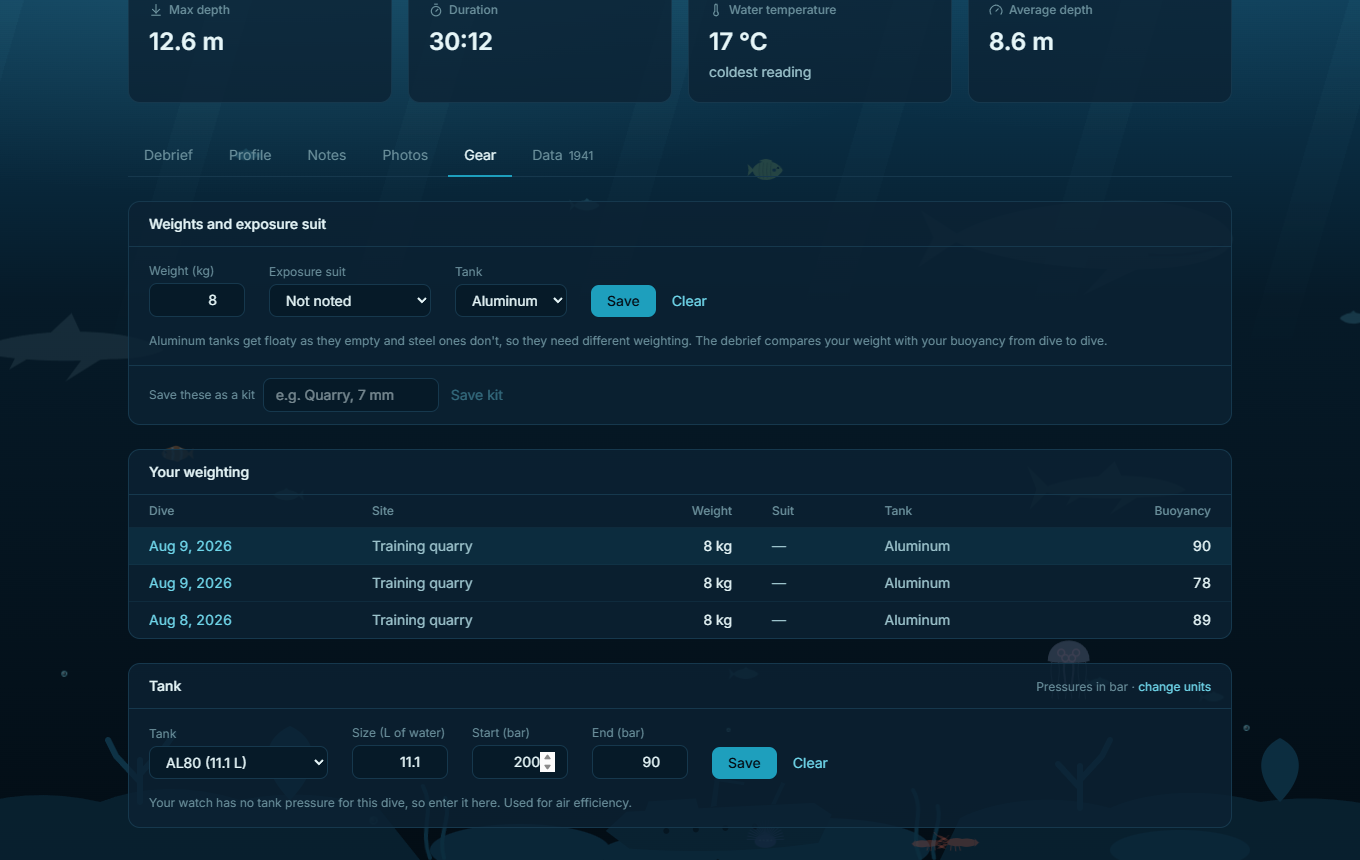 Max depth
Duration
Water temperature
Average depth
12.6 m
30:12
17 °C
8.6 m
coldest reading
Debrief Profile Notes Photos Gear Data 1941
Weights and exposure suit
Weight (kg) Exposure suit Tank
8 Not noted Aluminum Save Clear
Aluminum tanks get floaty as they empty and steel ones don't, so they need different weighting. The debrief compares your weight with your buoyancy from dive to dive.
Save these as a kit e.g. Quarry, 7 mm Save kit
Your weighting
Dive Site Weight Suit Tank Buoyancy
Aug 9, 2026 Training quarry 8 kg — Aluminum 90
Aug 9, 2026 Training quarry 8 kg — Aluminum 78
Aug 8, 2026 Training quarry 8 kg — Aluminum 89
Tank Pressures in bar · change units
Tank Size (L of water) Start (bar) End (bar)
AL80 (11.1 L) 11.1 200 90 Save Clear
Your watch has no tank pressure for this dive, so enter it here. Used for air efficiency.